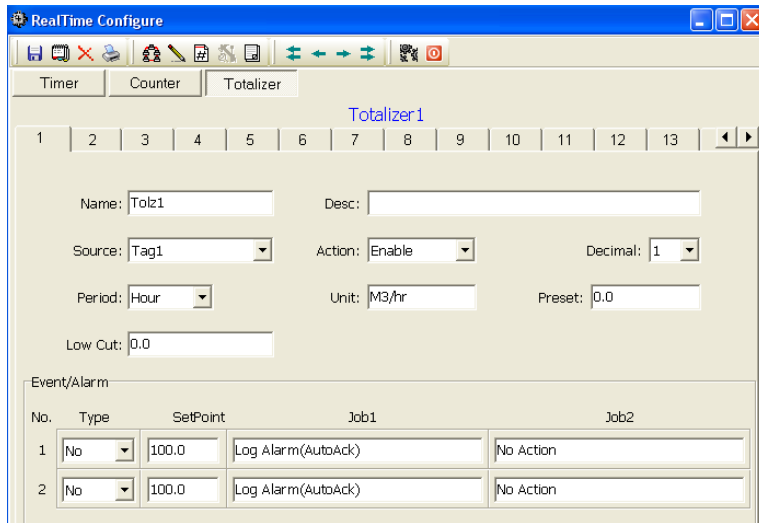 RealTime Configure
Timer Counter Totalizer
Totalizer1
1 2 3 4 5 6 7 8 9 10 11 12 13
Name: Tolz1 Desc:
Source: Tag1 Action: Enable Decimal: 1
Period: Hour Unit: M3/hr Preset: 0.0
Low Cut: 0.0
Event/Alarm
No. Type SetPoint Job1 Job2
1 No 100.0 Log Alarm(AutoAck) No Action
2 No 100.0 Log Alarm(AutoAck) No Action